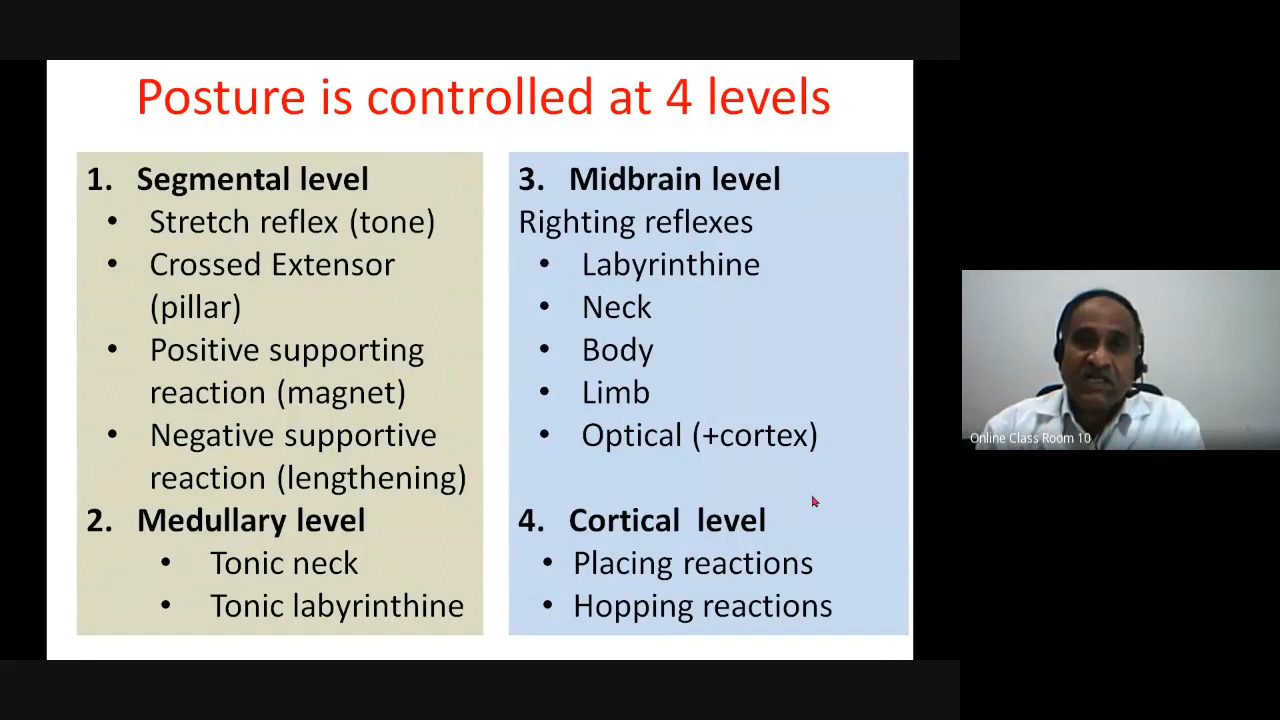 Posture is controlled at 4 levels
1. Segmental level
• Stretch reflex (tone)
• Crossed Extensor
(pillar)
• Positive supporting
reaction (magnet)
• Negative supportive
reaction (lengthening)
2. Medullary level
• Tonic neck
• Tonic labyrinthine
3. Midbrain level
Righting reflexes
• Labyrinthine
• Neck
• Body
• Limb
• Optical (+cortex)
4. Cortical level
• Placing reactions
• Hopping reactions
Online Class Room 10